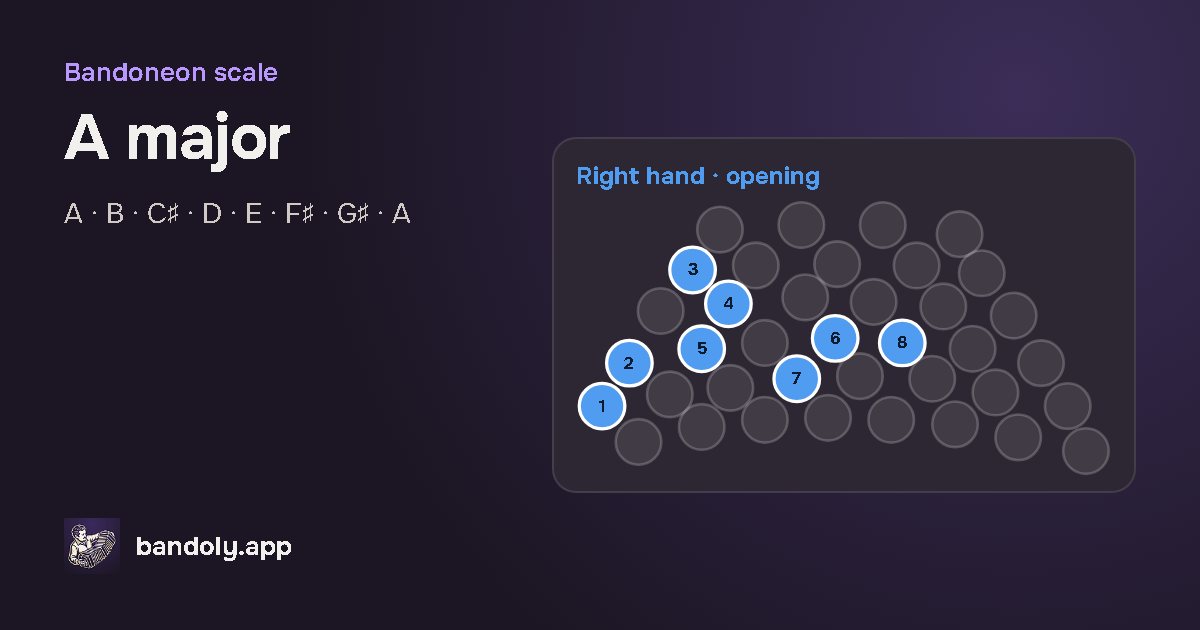 Bandoneon scale
A major
A · B · C♯ · D · E · F♯ · G♯ · A
Right hand · opening
3
4
6
8
5
2
7
1
bandoly.app